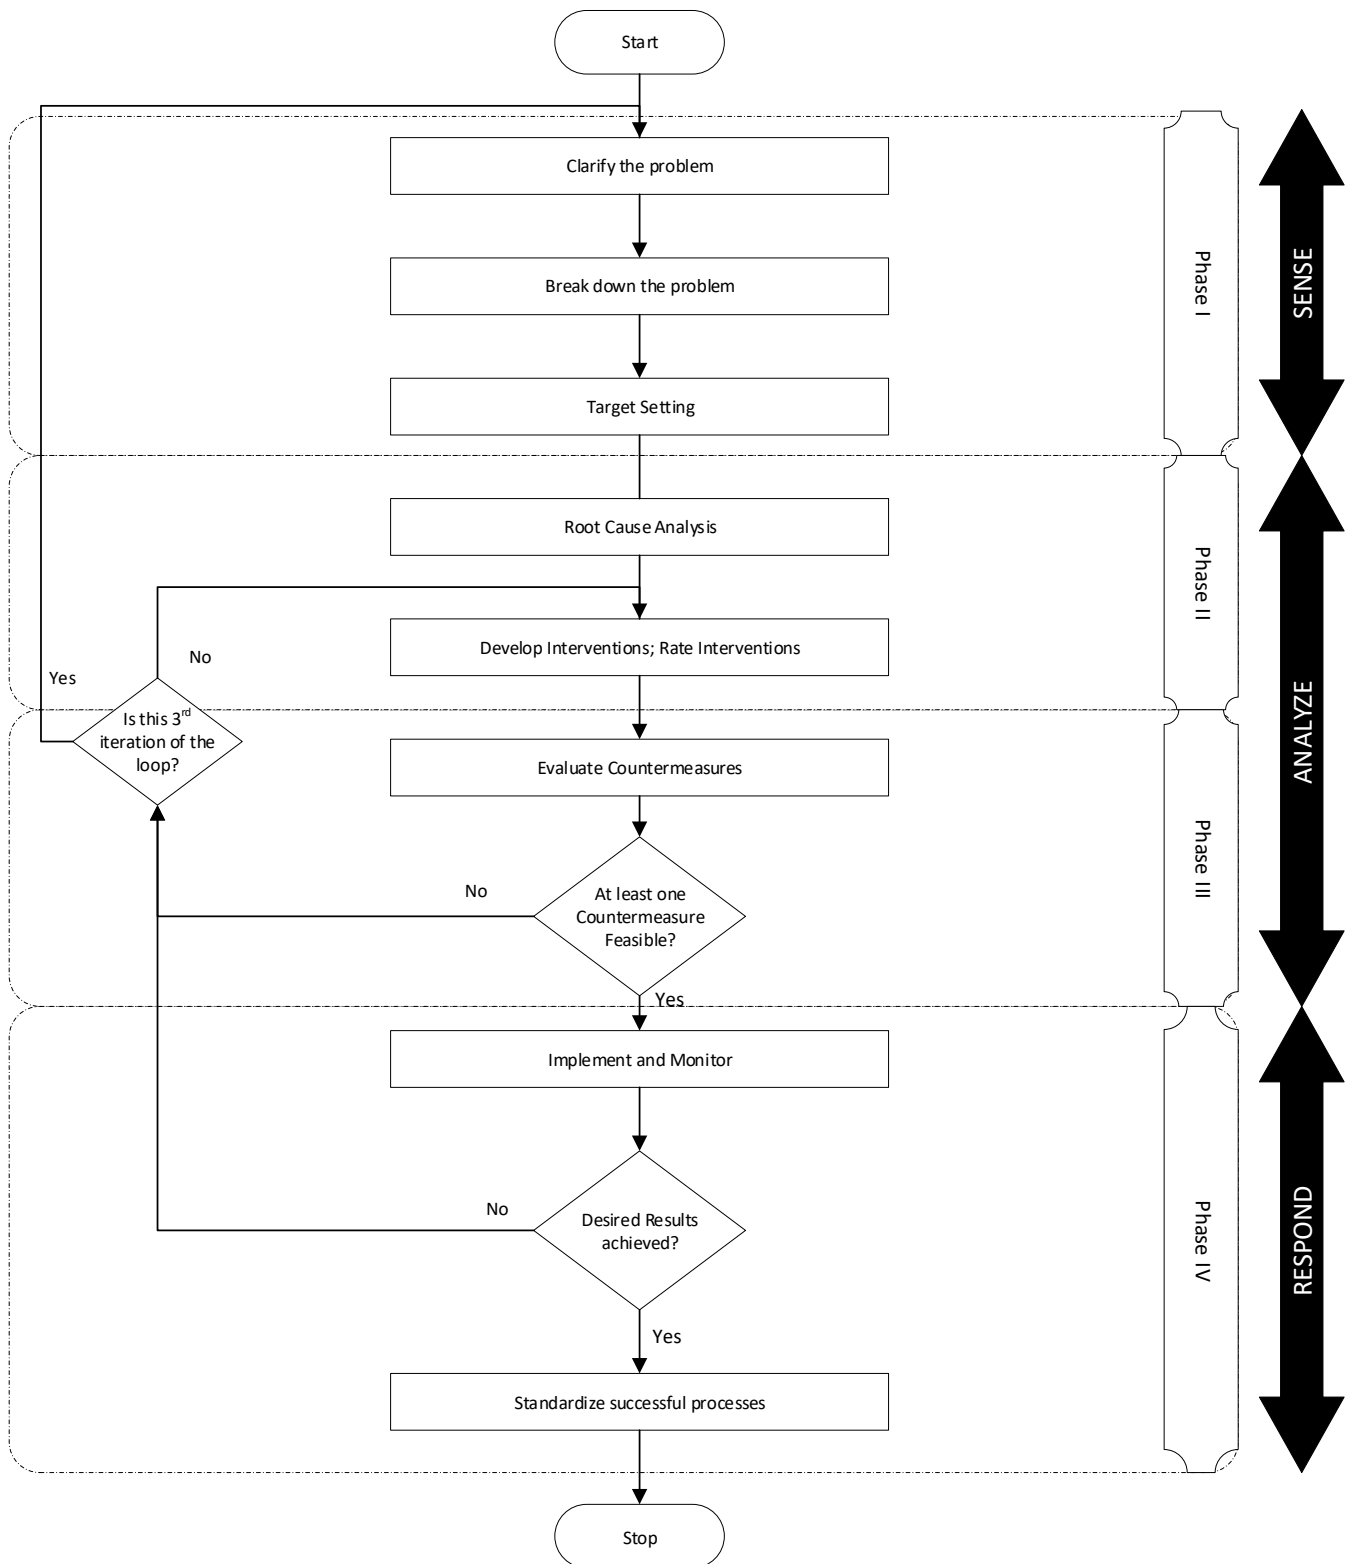 Start
Clarify the problem
Break down the problem
Target Setting
Phase I
SENSE
Root Cause Analysis
Develop Interventions; Rate Interventions
Phase II
No
Yes
Is this 3rd
iteration of the
loop?
Evaluate Countermeasures
ANALYZE
At least one
Countermeasure
Feasible?
No
Yes
Phase III
Implement and Monitor
Desired Results
achieved?
No
Yes
Phase IV
RESPOND
Standardize successful processes
Stop